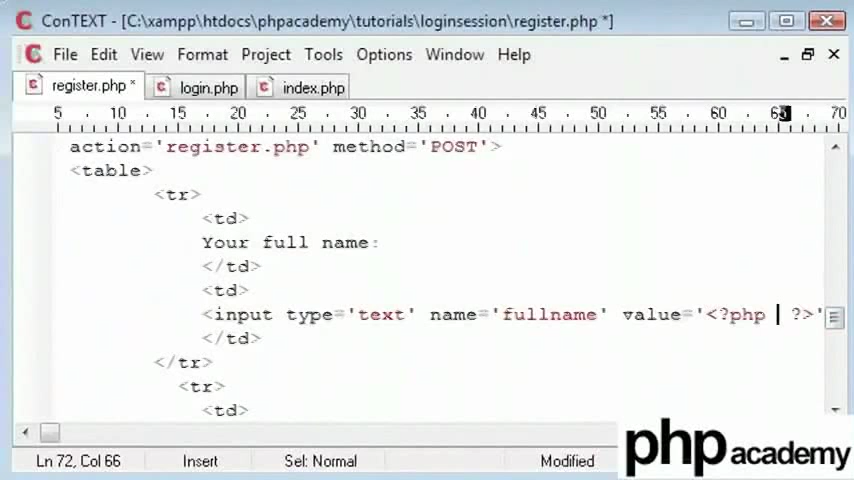 ConTEXT - [C:\xampp\htdocs\phpacademy\tutorials\loginsession\register.php *]
File Edit View Format Project Tools Options Window Help
register.php * login.php index.php
5 10 15 20 25 30 35 40 45 50 55 60 65 70
action='register.php' method='POST'>
<table>
<tr>
<td>
Your full name:
</td>
<td>
<input type='text' name='fullname' value='<?php ?>'
</td>
</tr>
<tr>
<td>
Ln 72, Col 66 Insert Sel: Normal Modified
php academy